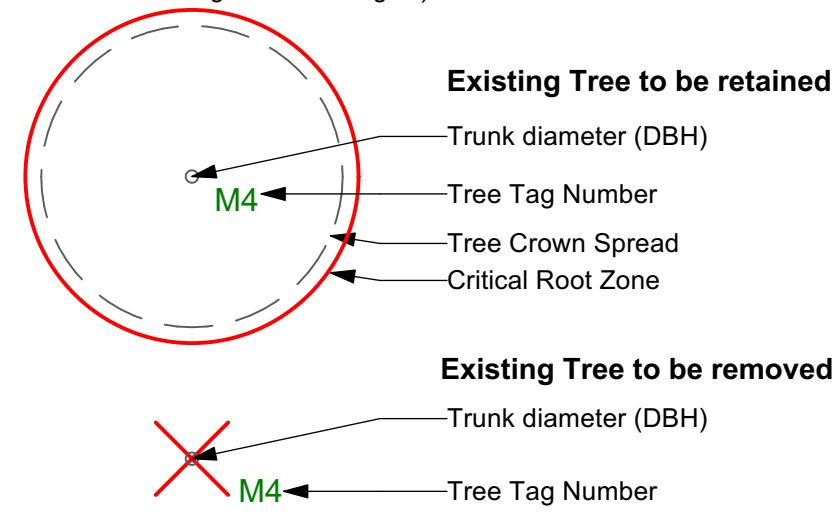 Existing Tree to be retained
Trunk diameter (DBH)
M4
Tree Tag Number
Tree Crown Spread
Critical Root Zone
Existing Tree to be removed
Trunk diameter (DBH)
M4
Tree Tag Number